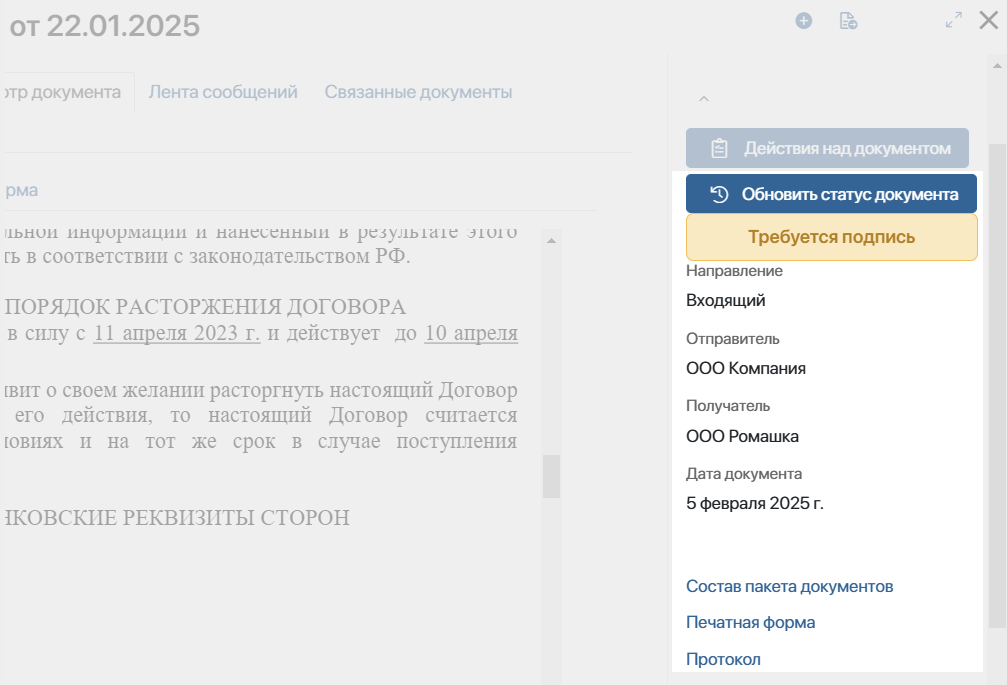 от 22.01.2025
отр документа
Лента сообщений
Связанные документы
рма
льной информации и нанесенный в результате этого
ть в соответствии с законодательством РФ.
ПОРЯДОК РАСТОРЖЕНИЯ ДОГОВОРА
в силу с 11 апреля 2023 г. и действует до 10 апреля
явит о своем желании расторгнуть настоящий Договор
его действия, то настоящий Договор считается
ловиях и на тот же срок в случае поступления
НКОВСКИЕ РЕКВИЗИТЫ СТОРОН
Действия над документом
Обновить статус документа
Требуется подпись
Направление
Входящий
Отправитель
ООО Компания
Получатель
ООО Ромашка
Дата документа
5 февраля 2025 г.
Состав пакета документов
Печатная форма
Протокол